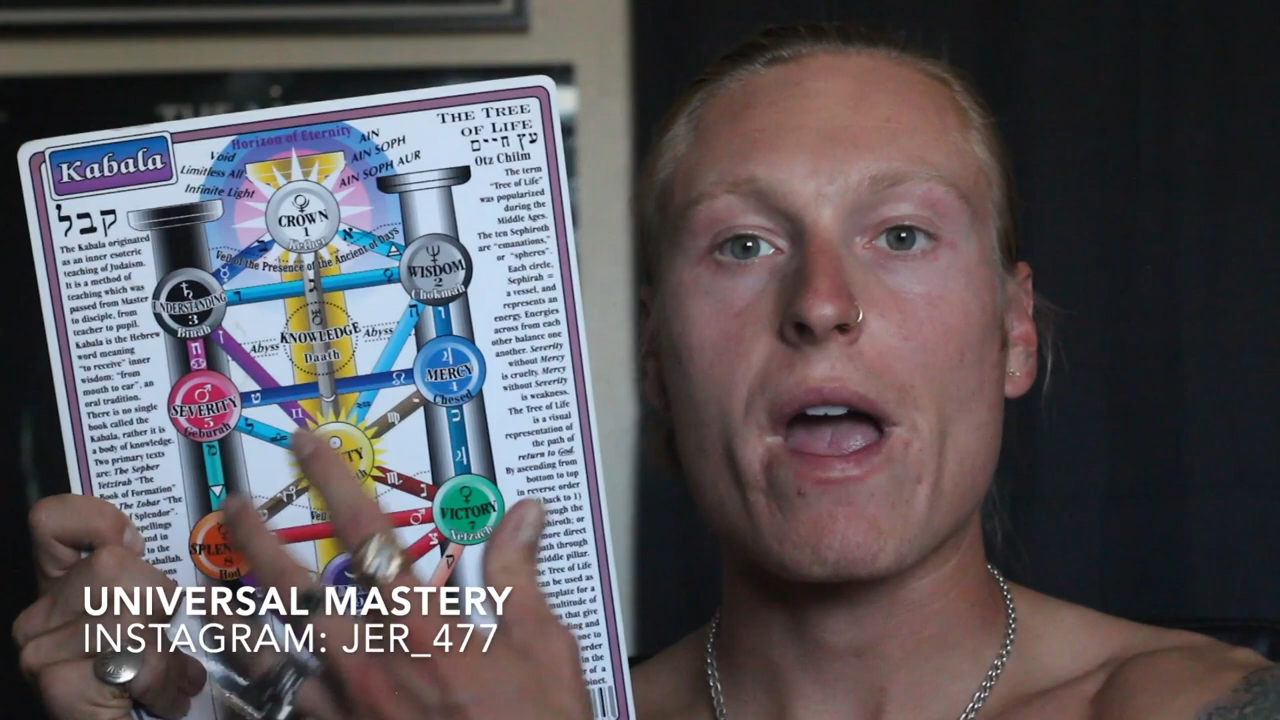 Kabala
קבל
The Kabala originated
as an inner esoteric
teaching of Judaism.
It is a method of
teaching which was
passed from Master
to disciple, from
teacher to pupil.
Kabala is the Hebrew
word meaning
"to receive" inner
wisdom; "from
mouth to ear", an
oral tradition.
There is no single
book called the
Kabala, rather it is
a body of knowledge.
Two primary texts
are: The Sepher
Yetzirah "The
Book of Formation"
The Zohar "The
of Splendor".
Horizon of Eternity
Void
Limitless All
Infinite Light
AIN
AIN SOPH
AIN SOPH AUR
CROWN
1
Kether
Veil of the Presence of the Ancient of Days
UNDERSTANDING
3
Binah
WISDOM
2
Chokmah
Abyss
KNOWLEDGE
Daath
Abyss
SEVERITY
5
Geburah
MERCY
4
Chesed
VICTORY
7
Netzach
8
Hod
THE TREE
OF LIFE
עץ חיים
Otz Chiim
The term
"Tree of Life"
was popularized
during the
Middle Ages.
The ten Sephiroth
are "emanations,"
or "spheres".
Each circle,
Sephirah =
a vessel, and
represents an
energy. Energies
across from each
other balance one
another. Severity
without Mercy
is cruelty. Mercy
without Severity
is weakness.
The Tree of Life
is a visual
representation of
the path of
return to God.
By ascending from
bottom to top
in reverse order
back to 1)
UNIVERSAL MASTERY
INSTAGRAM: JER_477